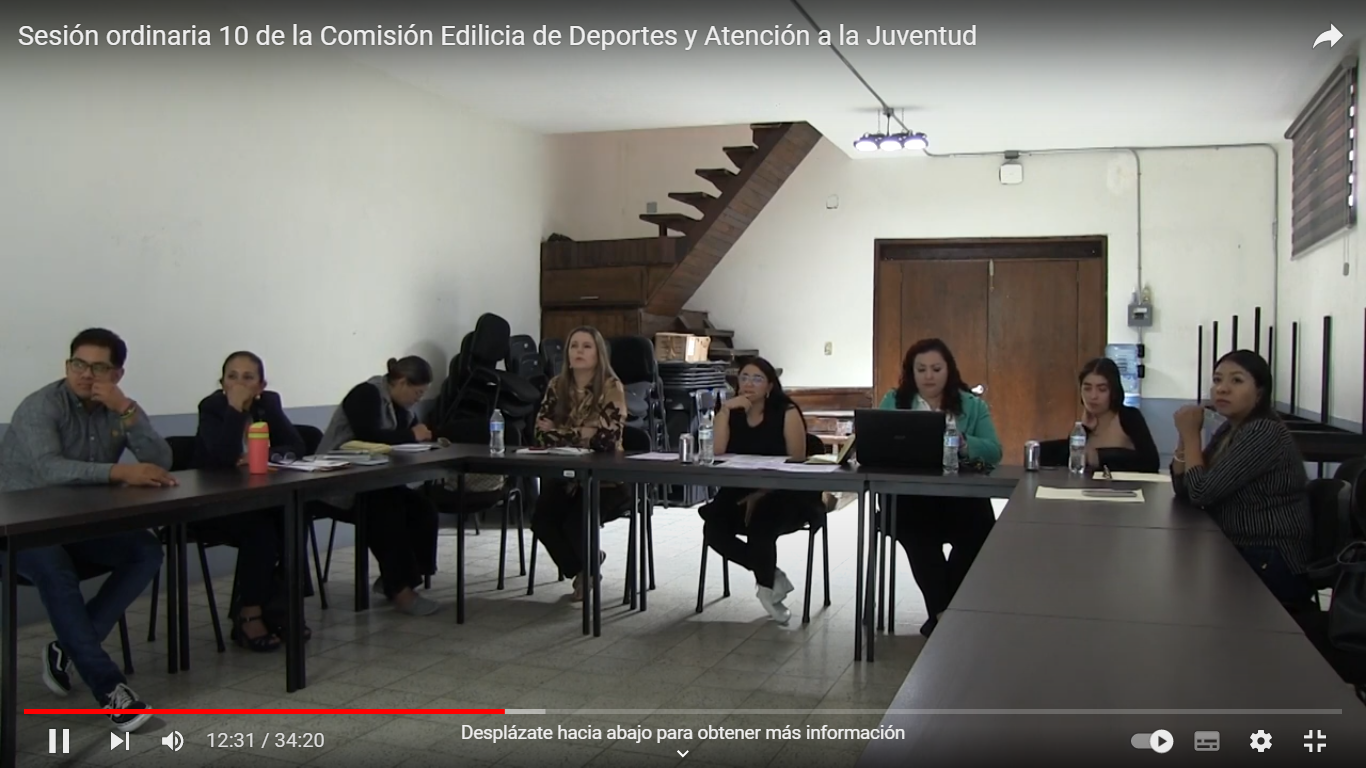 Sesión ordinaria 10 de la Comisión Edilicia de Deportes y Atención a la Juventud
12:31 / 34:20
Desplázate hacia abajo para obtener más información